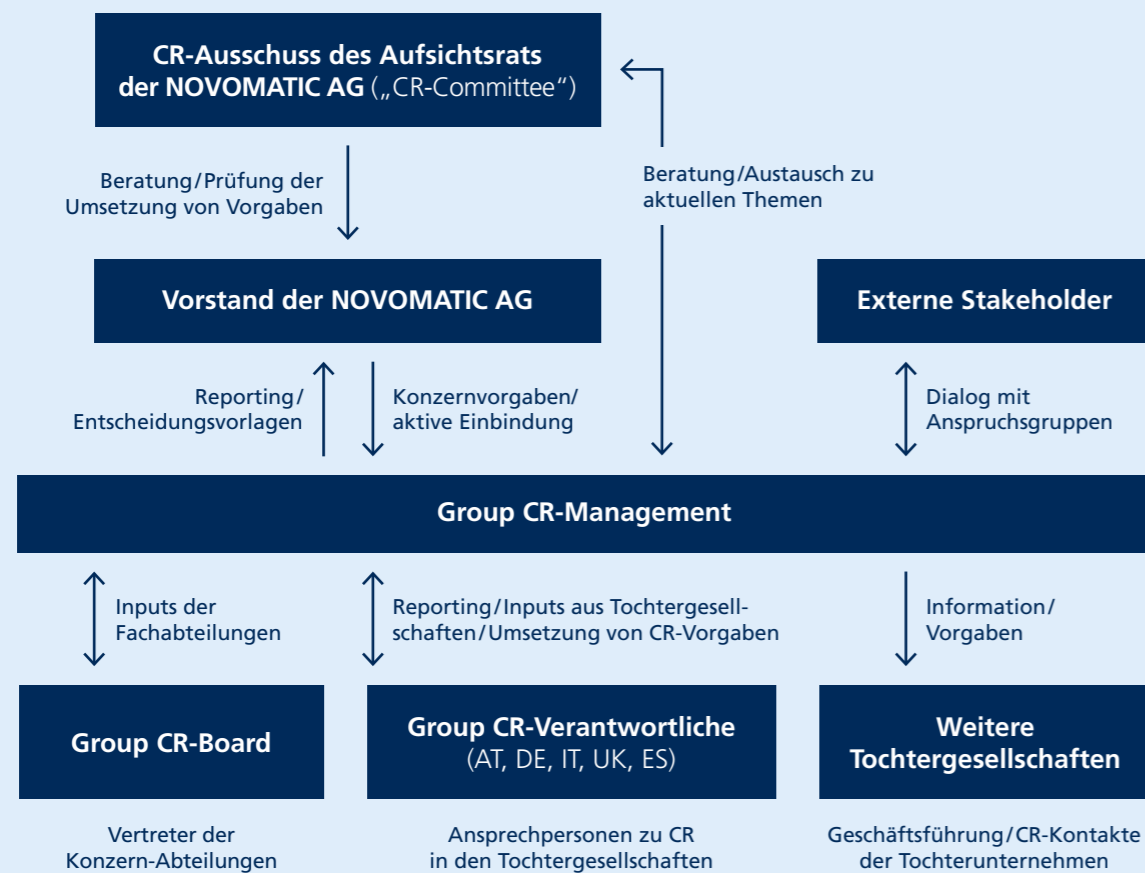 CR-Ausschuss des Aufsichtsrats
der NOVOMATIC AG („CR-Committee“)
Beratung/Prüfung der
Umsetzung von Vorgaben
Beratung/Austausch zu
aktuellen Themen
Vorstand der NOVOMATIC AG
Externe Stakeholder
Reporting/
Entscheidungsvorlagen
Konzernvorgaben/
aktive Einbindung
Dialog mit
Anspruchsgruppen
Group CR-Management
Inputs der
Fachabteilungen
Reporting/Inputs aus Tochtergesell-
schaften/Umsetzung von CR-Vorgaben
Information/
Vorgaben
Group CR-Board
Group CR-Verantwortliche
(AT, DE, IT, UK, ES)
Weitere
Tochtergesellschaften
Vertreter der
Konzern-Abteilungen
Ansprechpersonen zu CR
in den Tochtergesellschaften
Geschäftsführung/CR-Kontakte
der Tochterunternehmen